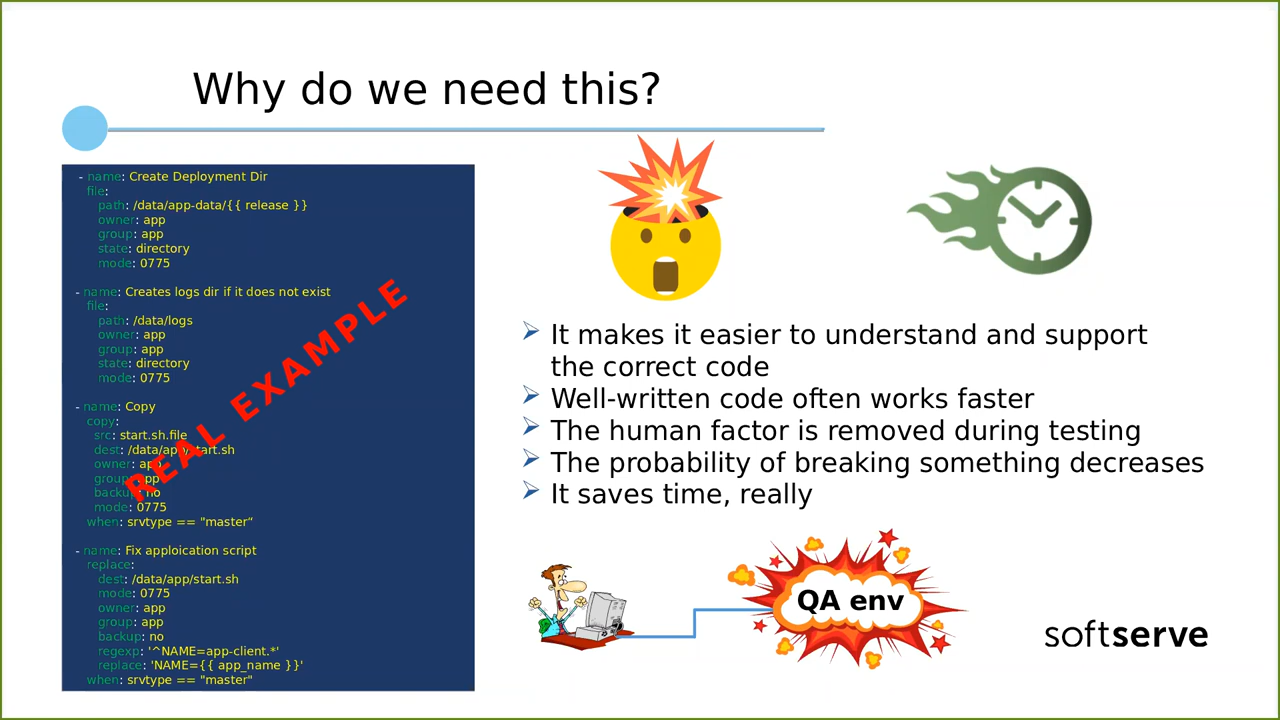 Why do we need this?
- name: Create Deployment Dir
file:
path: /data/app-data/{{ release }}
owner: app
group: app
state: directory
mode: 0775
- name: Creates logs dir if it does not exist
file:
path: /data/logs
owner: app
group: app
state: directory
mode: 0775
- name: Copy
copy:
src: start.sh.file
dest: /data/app/start.sh
owner: app
group: app
backup: no
mode: 0775
when: srvtype == "master“
- name: Fix apploication script
replace:
dest: /data/app/start.sh
mode: 0775
owner: app
group: app
backup: no
regexp: '^NAME=app-client.*'
replace: 'NAME={{ app_name }}'
when: srvtype == "master"
REAL EXAMPLE
It makes it easier to understand and support
the correct code
Well-written code often works faster
The human factor is removed during testing
The probability of breaking something decreases
It saves time, really
QA env
softserve